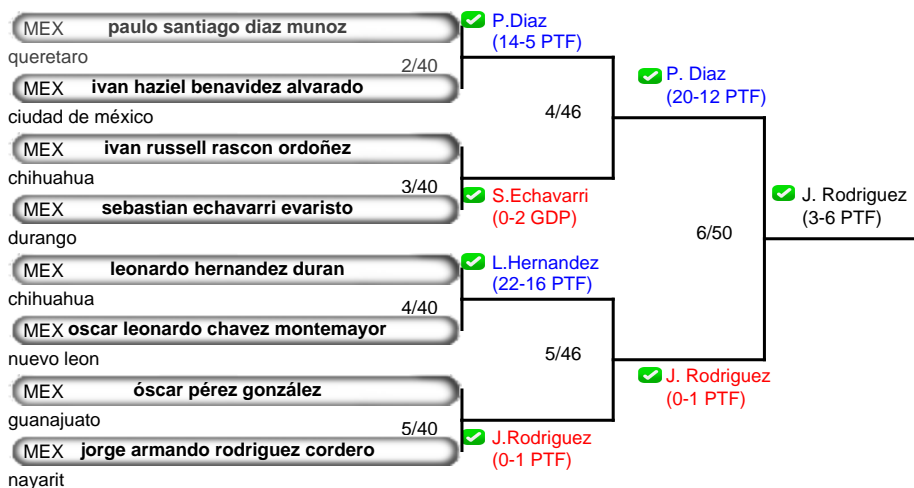 MEX paulo santiago diaz munoz
queretaro
2/40
MEX ivan haziel benavidez alvarado
ciudad de méxico
P.Diaz
(14-5 PTF)
MEX ivan russell rascon ordoñez
chihuahua
3/40
MEX sebastian echavarri evaristo
durango
S.Echavarri
(0-2 GDP)
4/46
P. Diaz
(20-12 PTF)
MEX leonardo hernandez duran
chihuahua
4/40
MEX oscar leonardo chavez montemayor
nuevo leon
L.Hernandez
(22-16 PTF)
MEX óscar pérez gonzález
guanajuato
5/40
MEX jorge armando rodriguez cordero
nayarit
J.Rodriguez
(0-1 PTF)
5/46
J. Rodriguez
(0-1 PTF)
6/50
J. Rodriguez
(3-6 PTF)